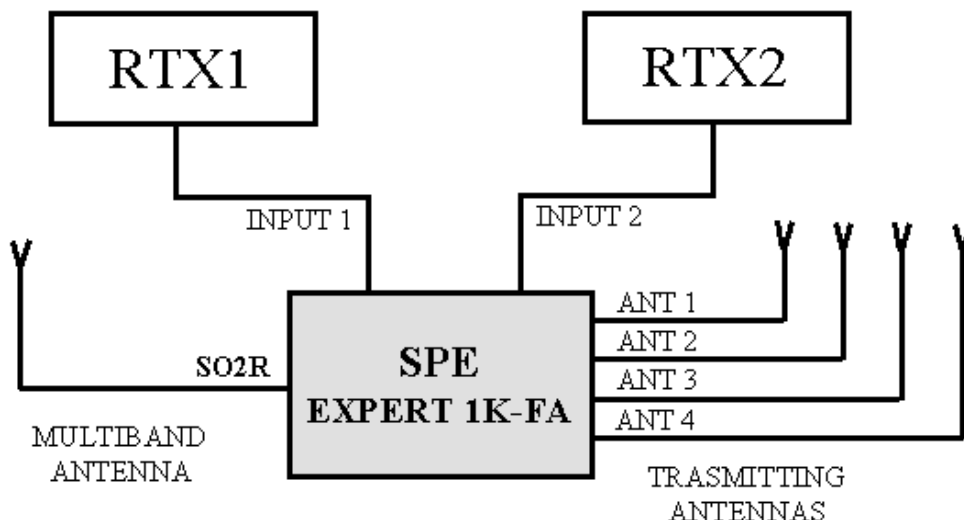 RTX1
RTX2
INPUT 1
INPUT 2
ANT 1
ANT 2
ANT 3
ANT 4
SO2R
SPE
EXPERT 1K-FA
MULTIBAND
ANTENNA
TRASMITTING
ANTENNAS